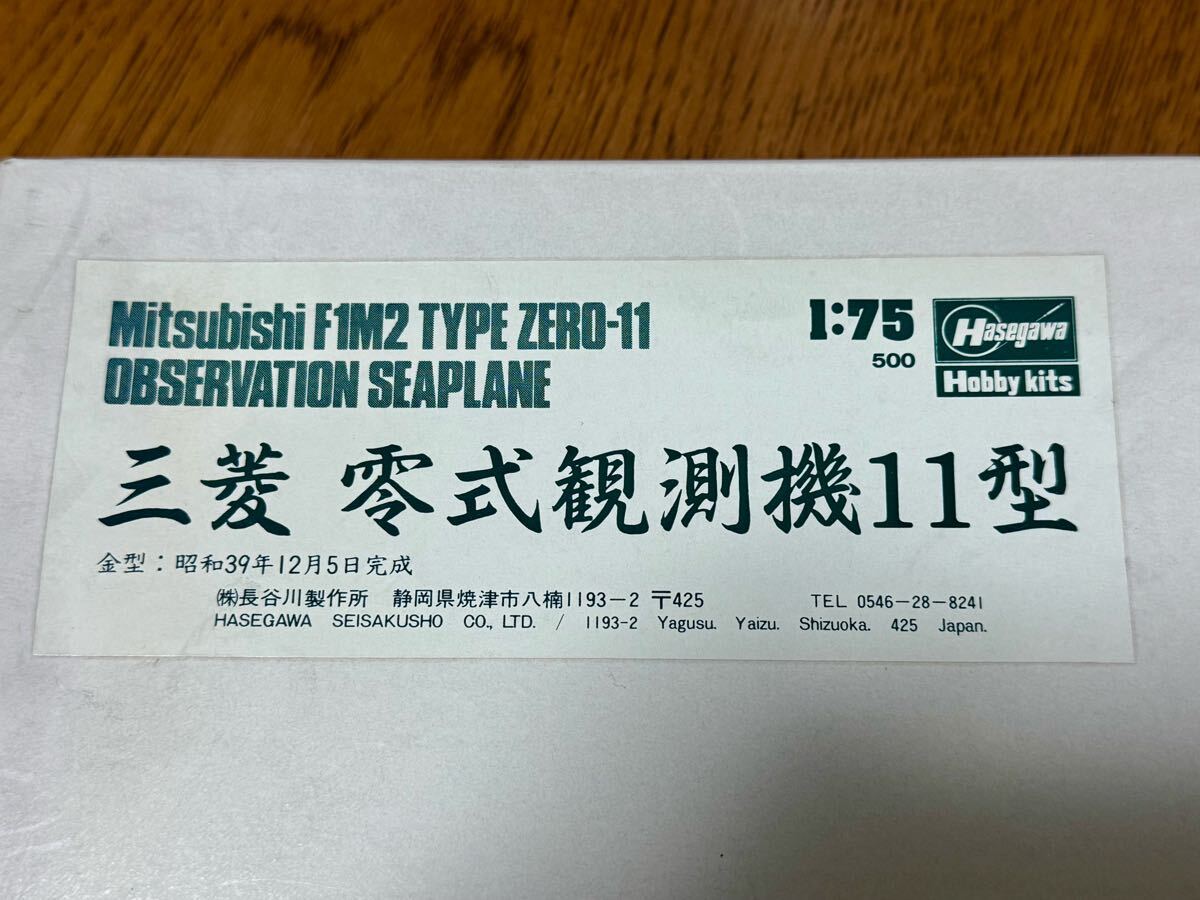 Mitsubishi F1M2 TYPE ZERO-11
OBSERVATION SEAPLANE
1:75
500
Hasegawa
Hobby kits
三菱 零式観測機11型
金型：昭和39年12月5日完成
㈱長谷川製作所 静岡県焼津市八楠1193-2 〒425 TEL 0546-28-8241
HASEGAWA SEISAKUSHO CO., LTD. / 1193-2 Yagusu. Yaizu. Shizuoka. 425 Japan.